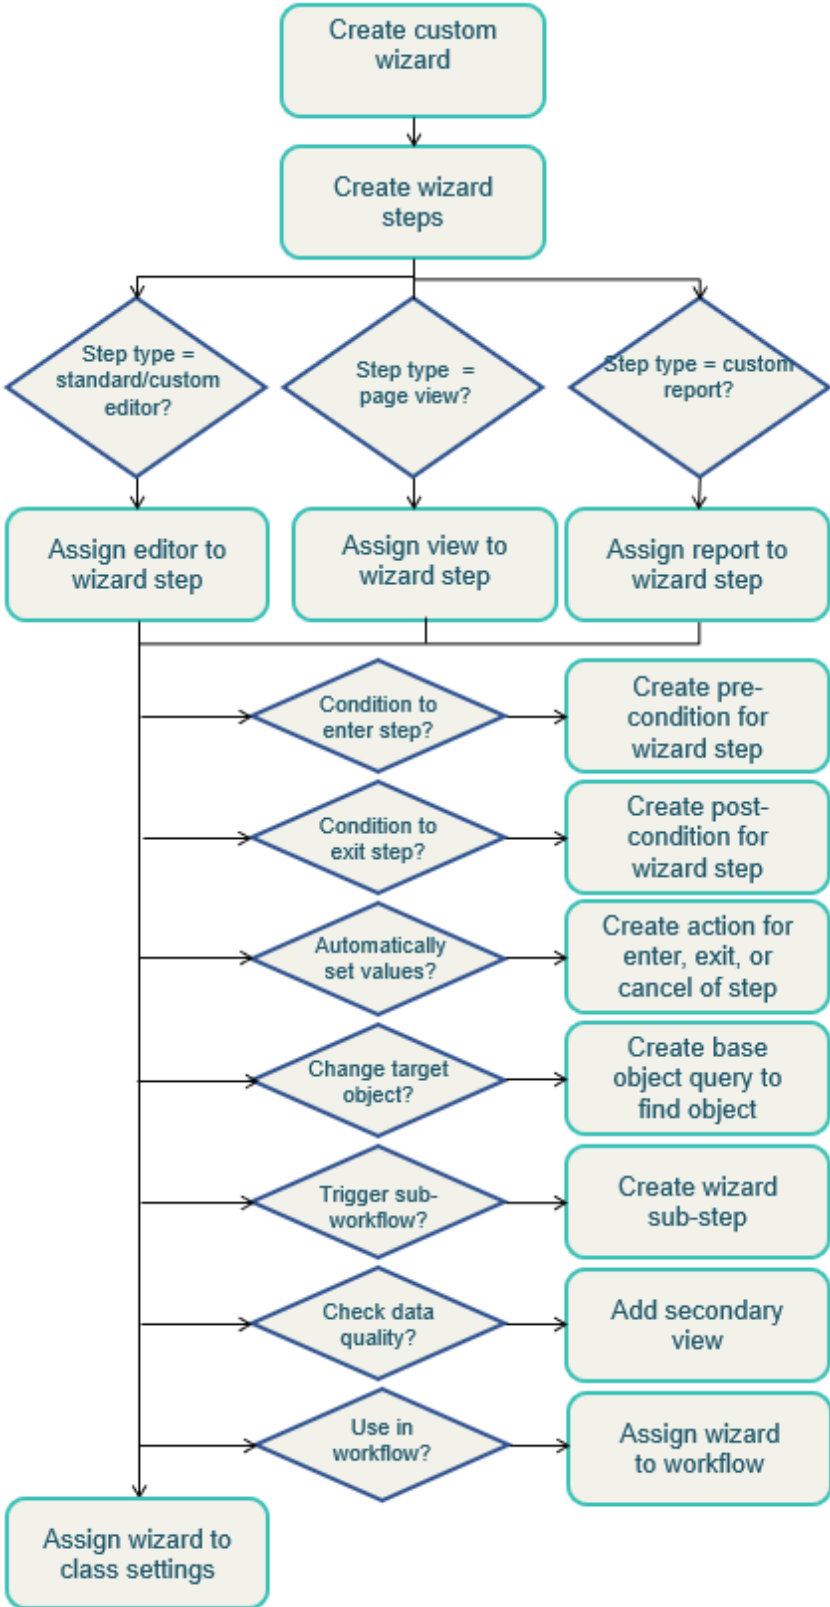 Create custom
wizard
Create wizard
steps
Step type =
standard/custom
editor?
Step type =
page view?
Step type = custom
report?
Assign editor to
wizard step
Assign view to
wizard step
Assign report to
wizard step
Condition to
enter step?
Create pre-
condition for
wizard step
Condition to
exit step?
Create post-
condition for
wizard step
Automatically
set values?
Create action for
enter, exit, or
cancel of step
Change target
object?
Create base
object query to
find object
Trigger sub-
workflow?
Create wizard
sub-step
Check data
quality?
Add secondary
view
Use in
workflow?
Assign wizard
to workflow
Assign wizard to
class settings